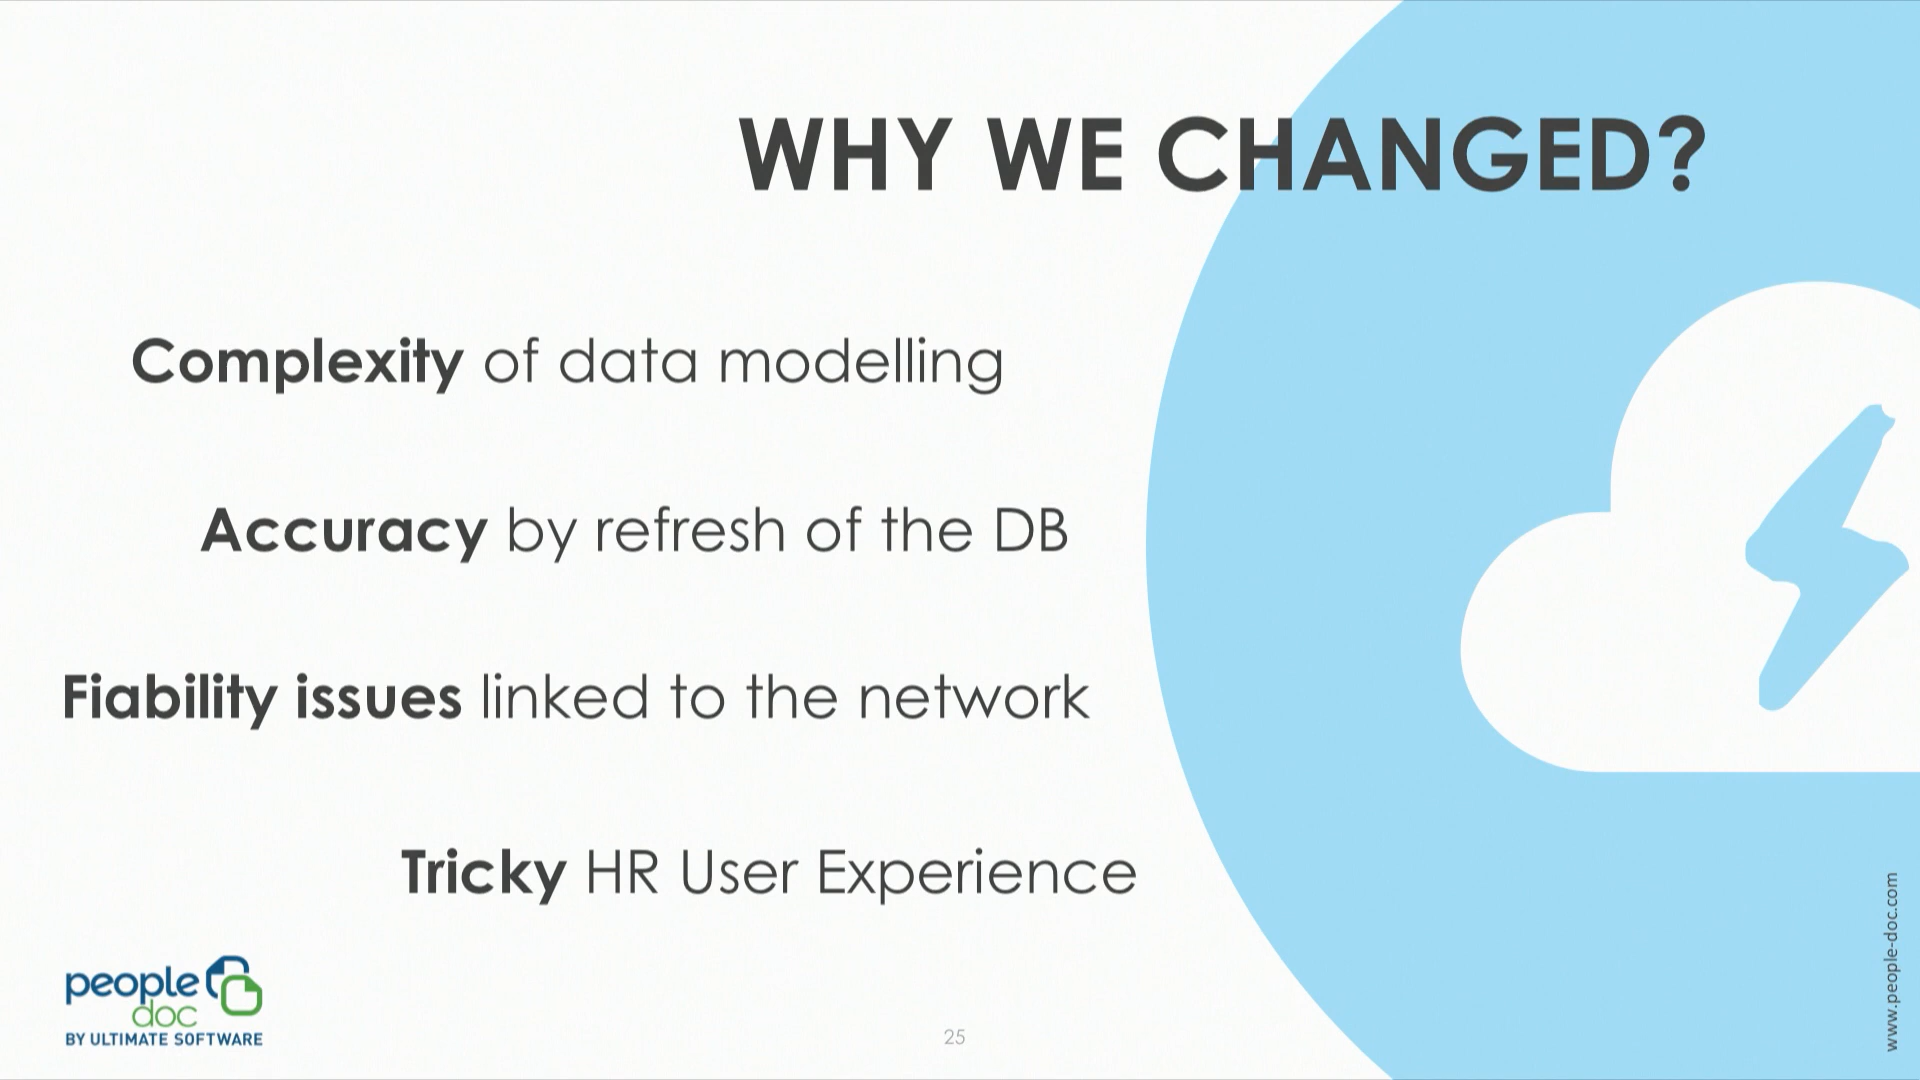 WHY WE CHANGED?
Complexity of data modelling
Accuracy by refresh of the DB
Fiability issues linked to the network
Tricky HR User Experience
people
doc
BY ULTIMATE SOFTWARE
25
www.people-doc.com